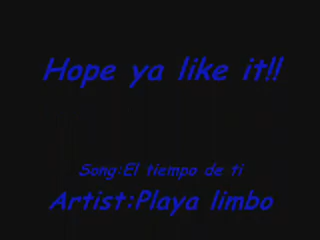 Hope ya like it!!
Song:El tiempo de ti
Artist:Playa limbo